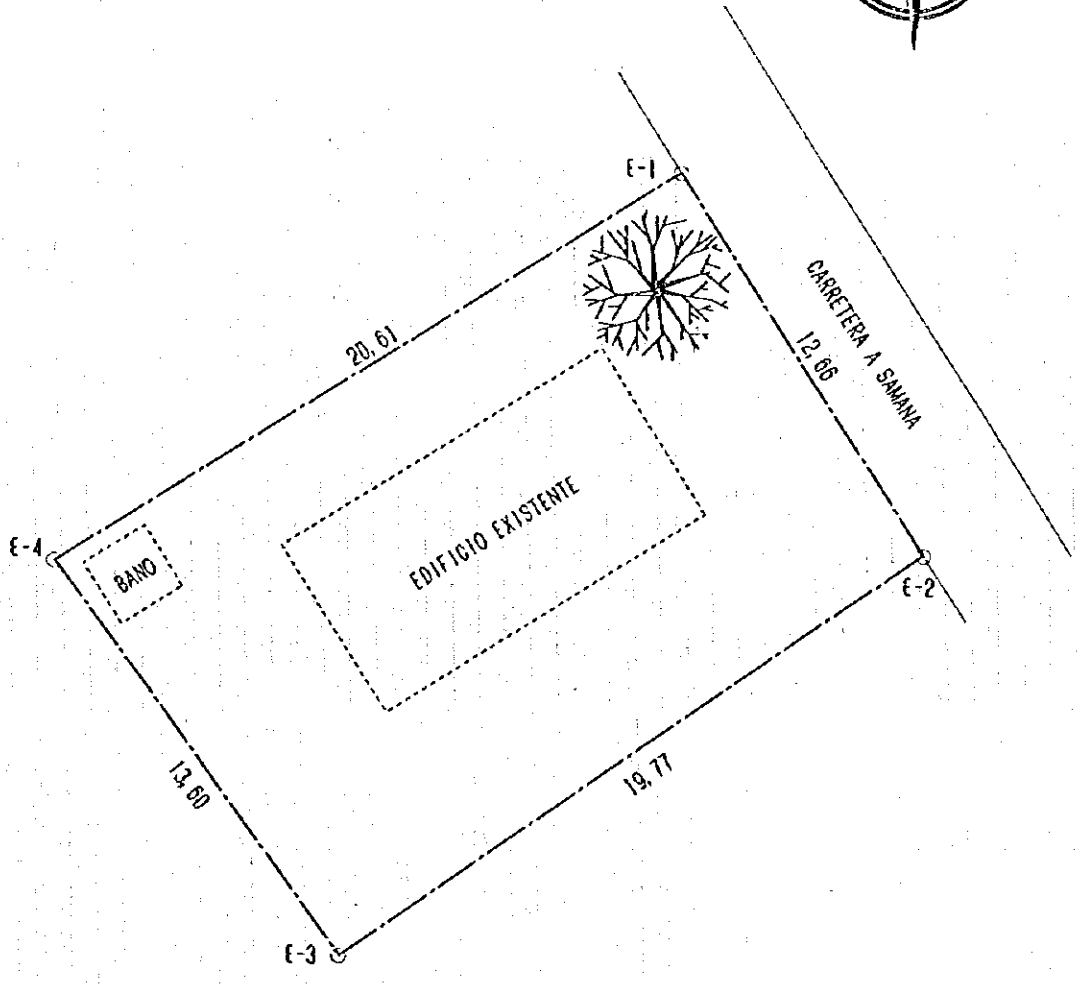 E-1
CARRETERA A SAMANA
20,61
12,66
EDIFICIO EXISTENTE
E-4
BANO
E-2
13,60
19,77
E-3